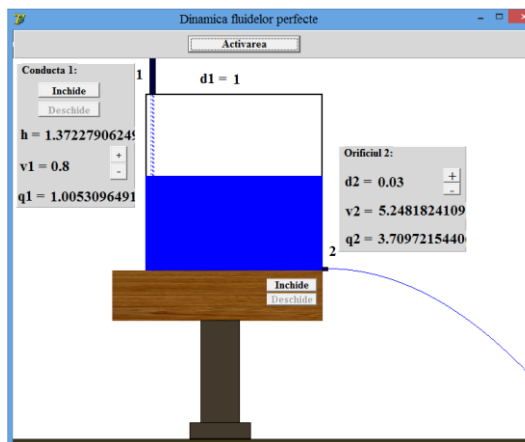 Dinamica fluidelor perfecte
Activarea
Conducta 1:
Inchide
Deschide
h = 1.37227906249
v1 = 0.8
+
-
q1 = 1.0053096491
1
d1 = 1
Orificiul 2:
d2 = 0.03
+
-
v2 = 5.2481824109
q2 = 3.7097215440
2
Inchide
Deschide